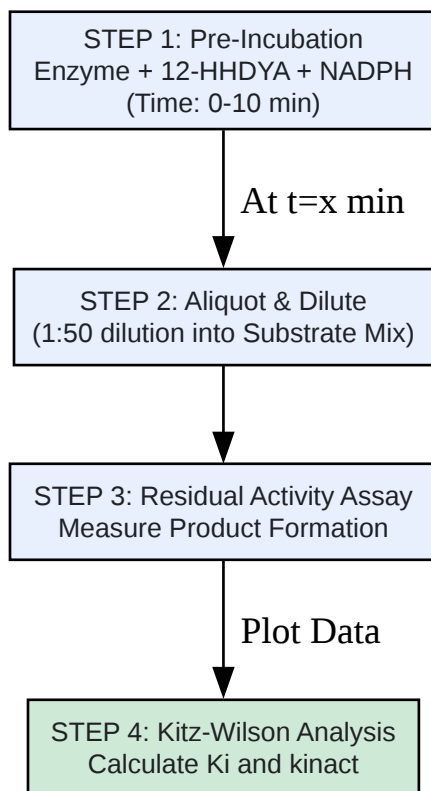 STEP 1: Pre-Incubation
Enzyme + 12-HHDYA + NADPH
(Time: 0-10 min)
At t=x min
STEP 2: Aliquot & Dilute
(1:50 dilution into Substrate Mix)
STEP 3: Residual Activity Assay
Measure Product Formation
Plot Data
STEP 4: Kitz-Wilson Analysis
Calculate Ki and kinact